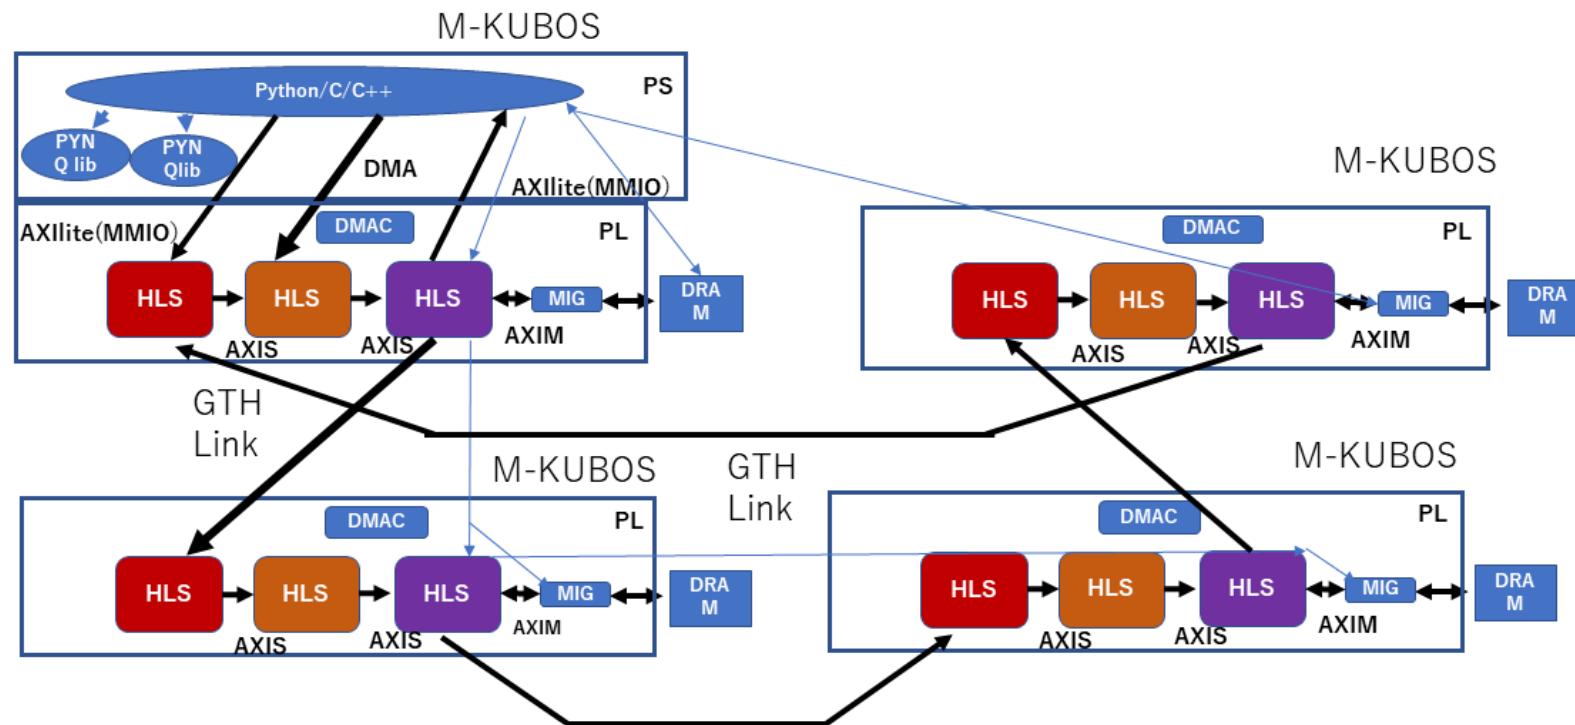 M-KUBOS
Python/C/C++
PS
PYN
Q lib
PYN
Qlib
DMA
AXIlite(MMIO)
M-KUBOS
AXIlite(MMIO)
DMAC
PL
HLS
HLS
HLS
MIG
DRA
M
AXIS
AXIS
AXIM
DMAC
PL
HLS
HLS
HLS
MIG
DRA
M
AXIS
AXIS
AXIM
GTH
Link
GTH
Link
M-KUBOS
DMAC
PL
HLS
HLS
HLS
MIG
DRA
M
AXIS
AXIS
AXIM
M-KUBOS
DMAC
PL
HLS
HLS
HLS
MIG
DRA
M
AXIS
AXIS
AXIM